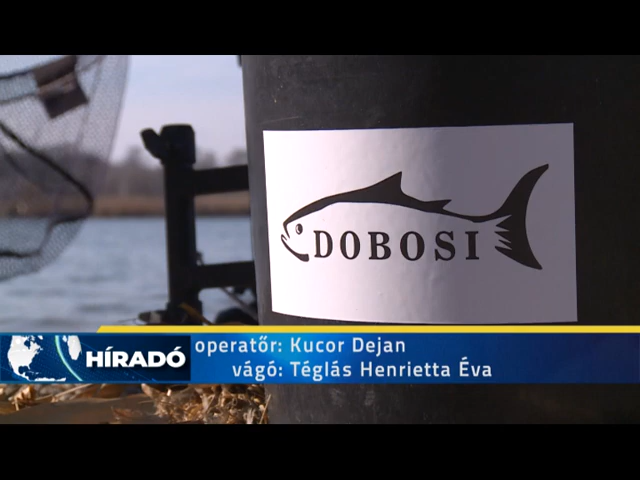 DOBOSI
HÍRADÓ
operatőr: Kucor Dejan
vágó: Téglás Henrietta Éva